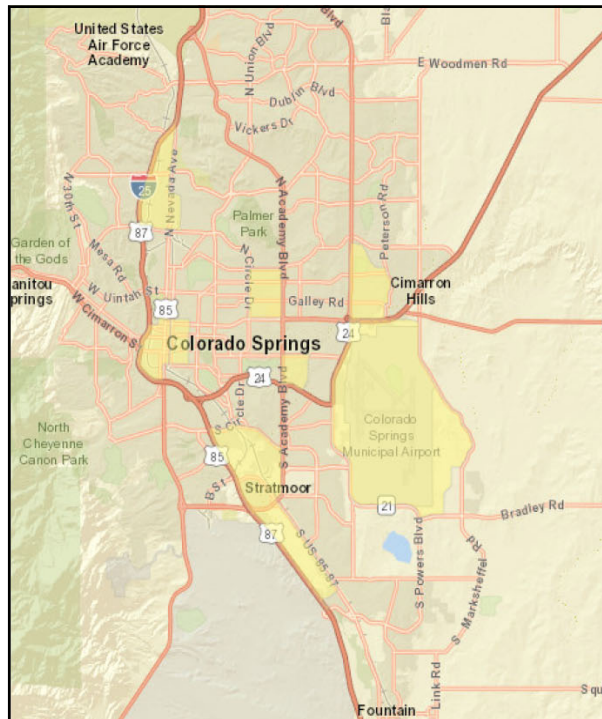 United States
Air Force
Academy
N Union Blvd
Blvd
Bla
E Woodmen Rd
Dublin Blvd
Vickers Dr
N 30th St
25
N Nevada Ave
N Academy Blvd
Peterson Rd
87
Palmer
Park
Garden of
the Gods
Mesa Rd
N Circle Dr
Cimarron
Hills
anitou
prings
W Uintah St
85
Galley Rd
W Cimarron S
Colorado Springs
24
24
S Circle Dr
S Academy Blvd
Colorado
Springs
Municipal Airport
North
Cheyenne
Canon Park
85
B St
Stratmoor
21
Bradley Rd
87
S US-85-87
S Powers Blvd
S Marksheffel Rd
Link Rd
Squ
Fountain